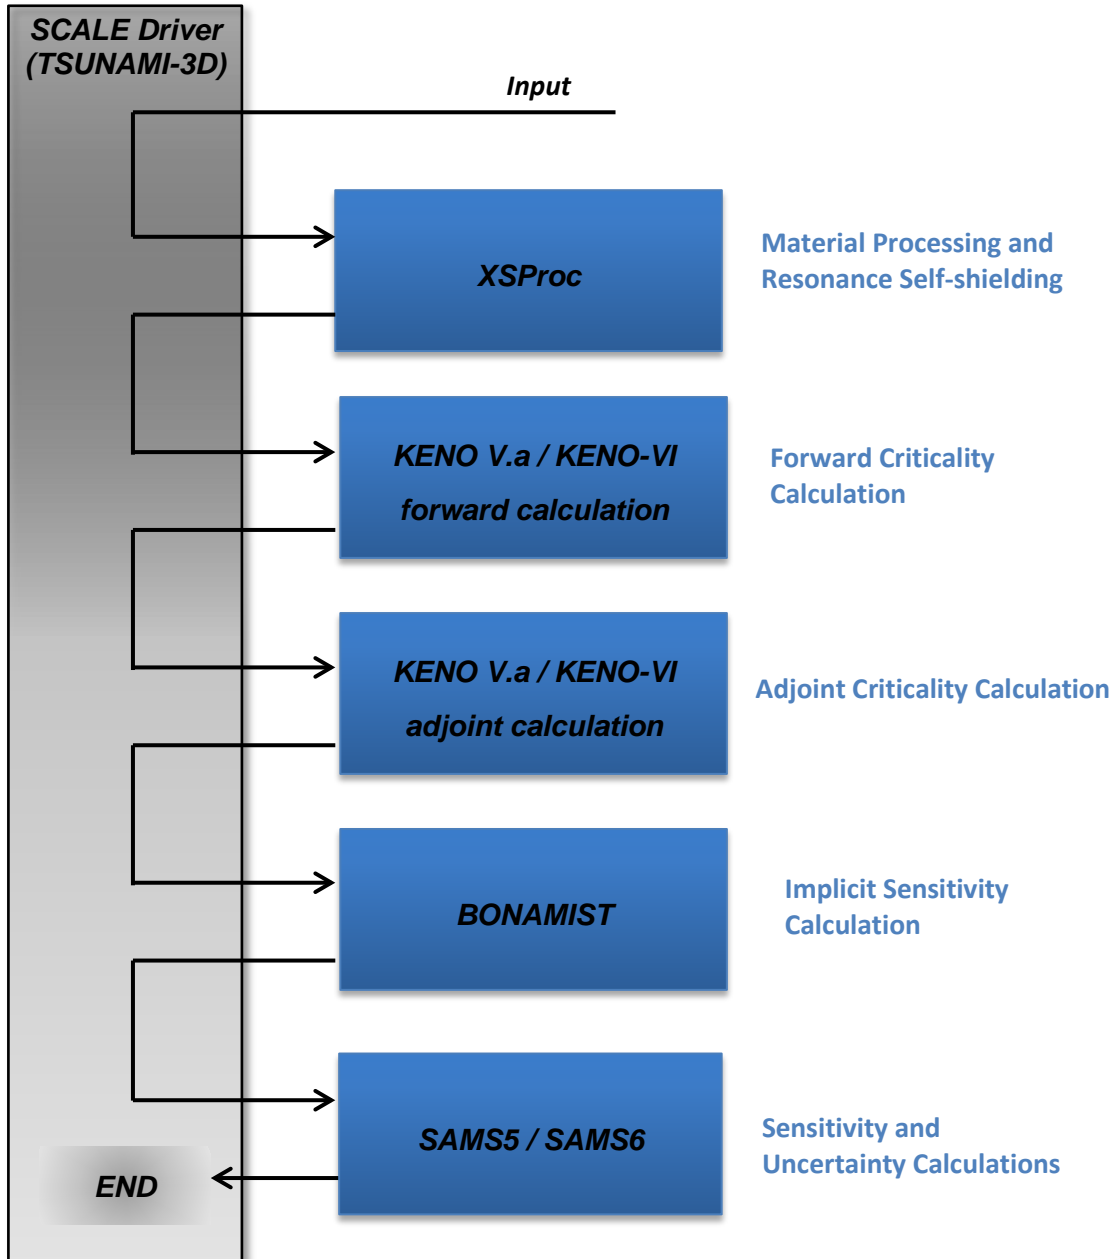 SCALE Driver
(TSUNAMI-3D)
Input
XSProc
Material Processing and
Resonance Self-shielding
KENO V.a / KENO-VI
forward calculation
Forward Criticality
Calculation
KENO V.a / KENO-VI
adjoint calculation
Adjoint Criticality Calculation
BONAMIST
Implicit Sensitivity
Calculation
SAMS5 / SAMS6
Sensitivity and
Uncertainty Calculations
END